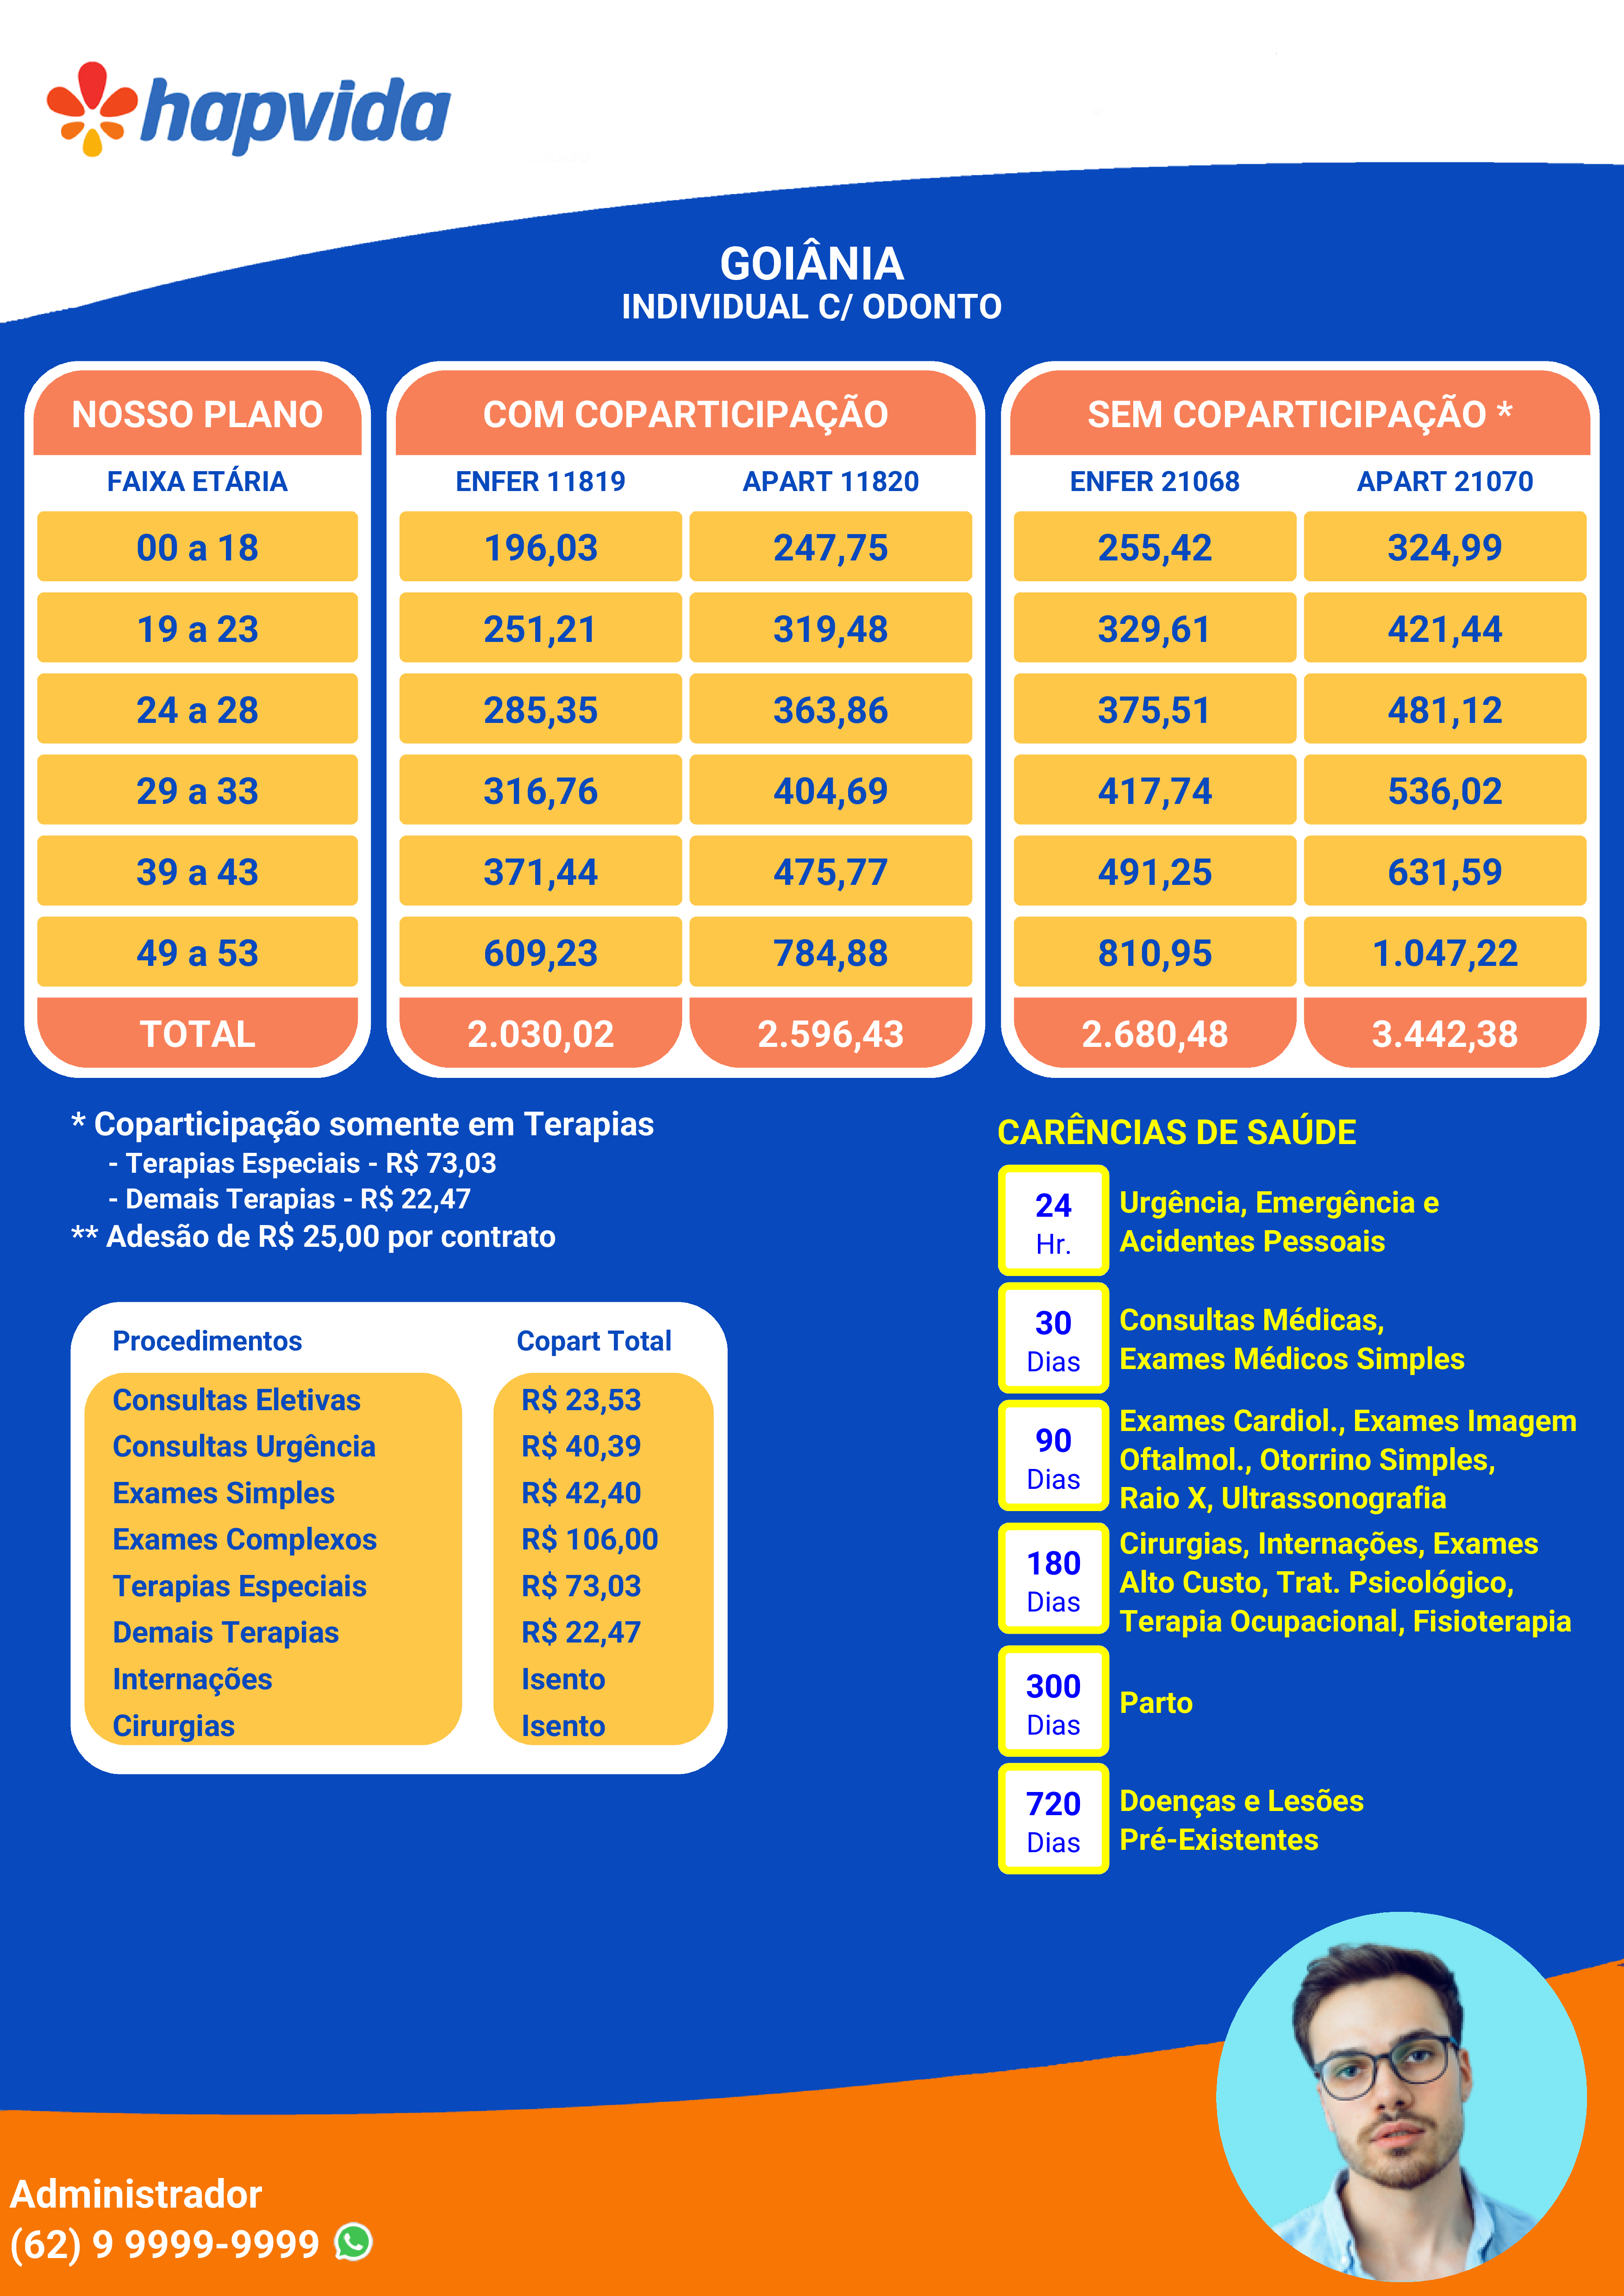 hapvida
GOIÂNIA
INDIVIDUAL C/ ODONTO
NOSSO PLANO COM COPARTICIPAÇÃO SEM COPARTICIPAÇÃO *
FAIXA ETÁRIA ENFER 11819 APART 11820 ENFER 21068 APART 21070
00 a 18 196,03 247,75 255,42 324,99
19 a 23 251,21 319,48 329,61 421,44
24 a 28 285,35 363,86 375,51 481,12
29 a 33 316,76 404,69 417,74 536,02
39 a 43 371,44 475,77 491,25 631,59
49 a 53 609,23 784,88 810,95 1.047,22
TOTAL 2.030,02 2.596,43 2.680,48 3.442,38
* Coparticipação somente em Terapias
- Terapias Especiais - R$ 73,03
- Demais Terapias - R$ 22,47
** Adesão de R$ 25,00 por contrato
Procedimentos Copart Total
Consultas Eletivas R$ 23,53
Consultas Urgência R$ 40,39
Exames Simples R$ 42,40
Exames Complexos R$ 106,00
Terapias Especiais R$ 73,03
Demais Terapias R$ 22,47
Internações Isento
Cirurgias Isento
CARÊNCIAS DE SAÚDE
24 Hr.
Urgência, Emergência e
Acidentes Pessoais
30 Dias
Consultas Médicas,
Exames Médicos Simples
90 Dias
Exames Cardiol., Exames Imagem
Oftalmol., Otorrino Simples,
Raio X, Ultrassonografia
180 Dias
Cirurgias, Internações, Exames
Alto Custo, Trat. Psicológico,
Terapia Ocupacional, Fisioterapia
300 Dias
Parto
720 Dias
Doenças e Lesões
Pré-Existentes
Administrador
(62) 9 9999-9999